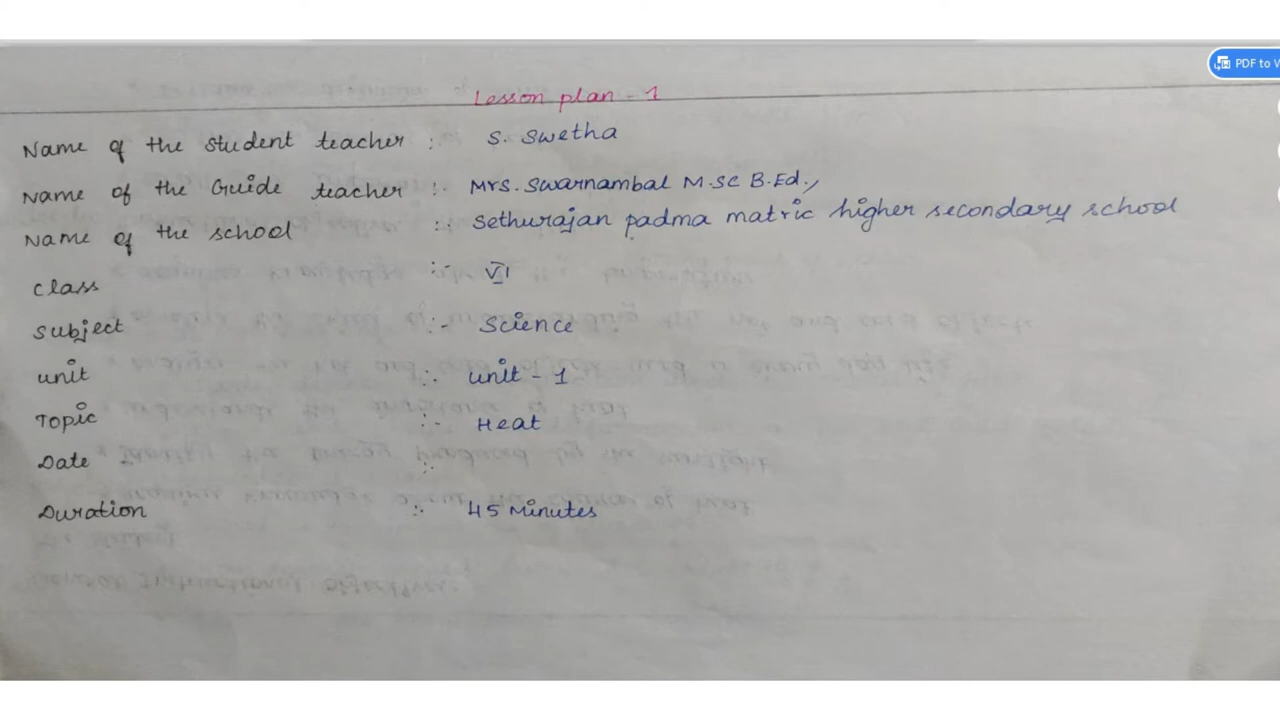 PDF to
Lesson plan - 1
Name of the student teacher : S. Swetha
Name of the Guide teacher :- Mrs. Swarnambal M.Sc B.Ed.,
Name of the school :- Sethurajan padma matric higher secondary school
Class :- VI
Subject :- Science
unit :- unit - 1
Topic :- Heat
Date :-
Duration :- 45 Minutes